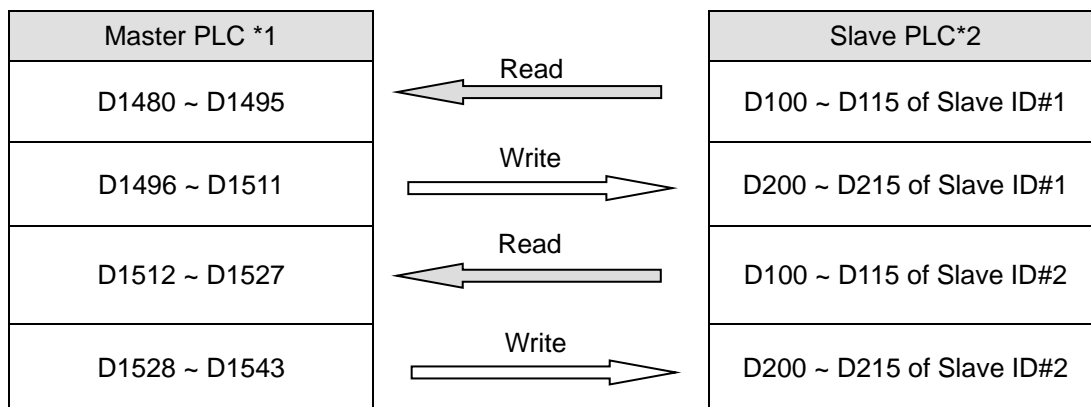 Master PLC *1
Slave PLC*2
D1480 ~ D1495
Read
D100 ~ D115 of Slave ID#1
D1496 ~ D1511
Write
D200 ~ D215 of Slave ID#1
D1512 ~ D1527
Read
D100 ~ D115 of Slave ID#2
D1528 ~ D1543
Write
D200 ~ D215 of Slave ID#2